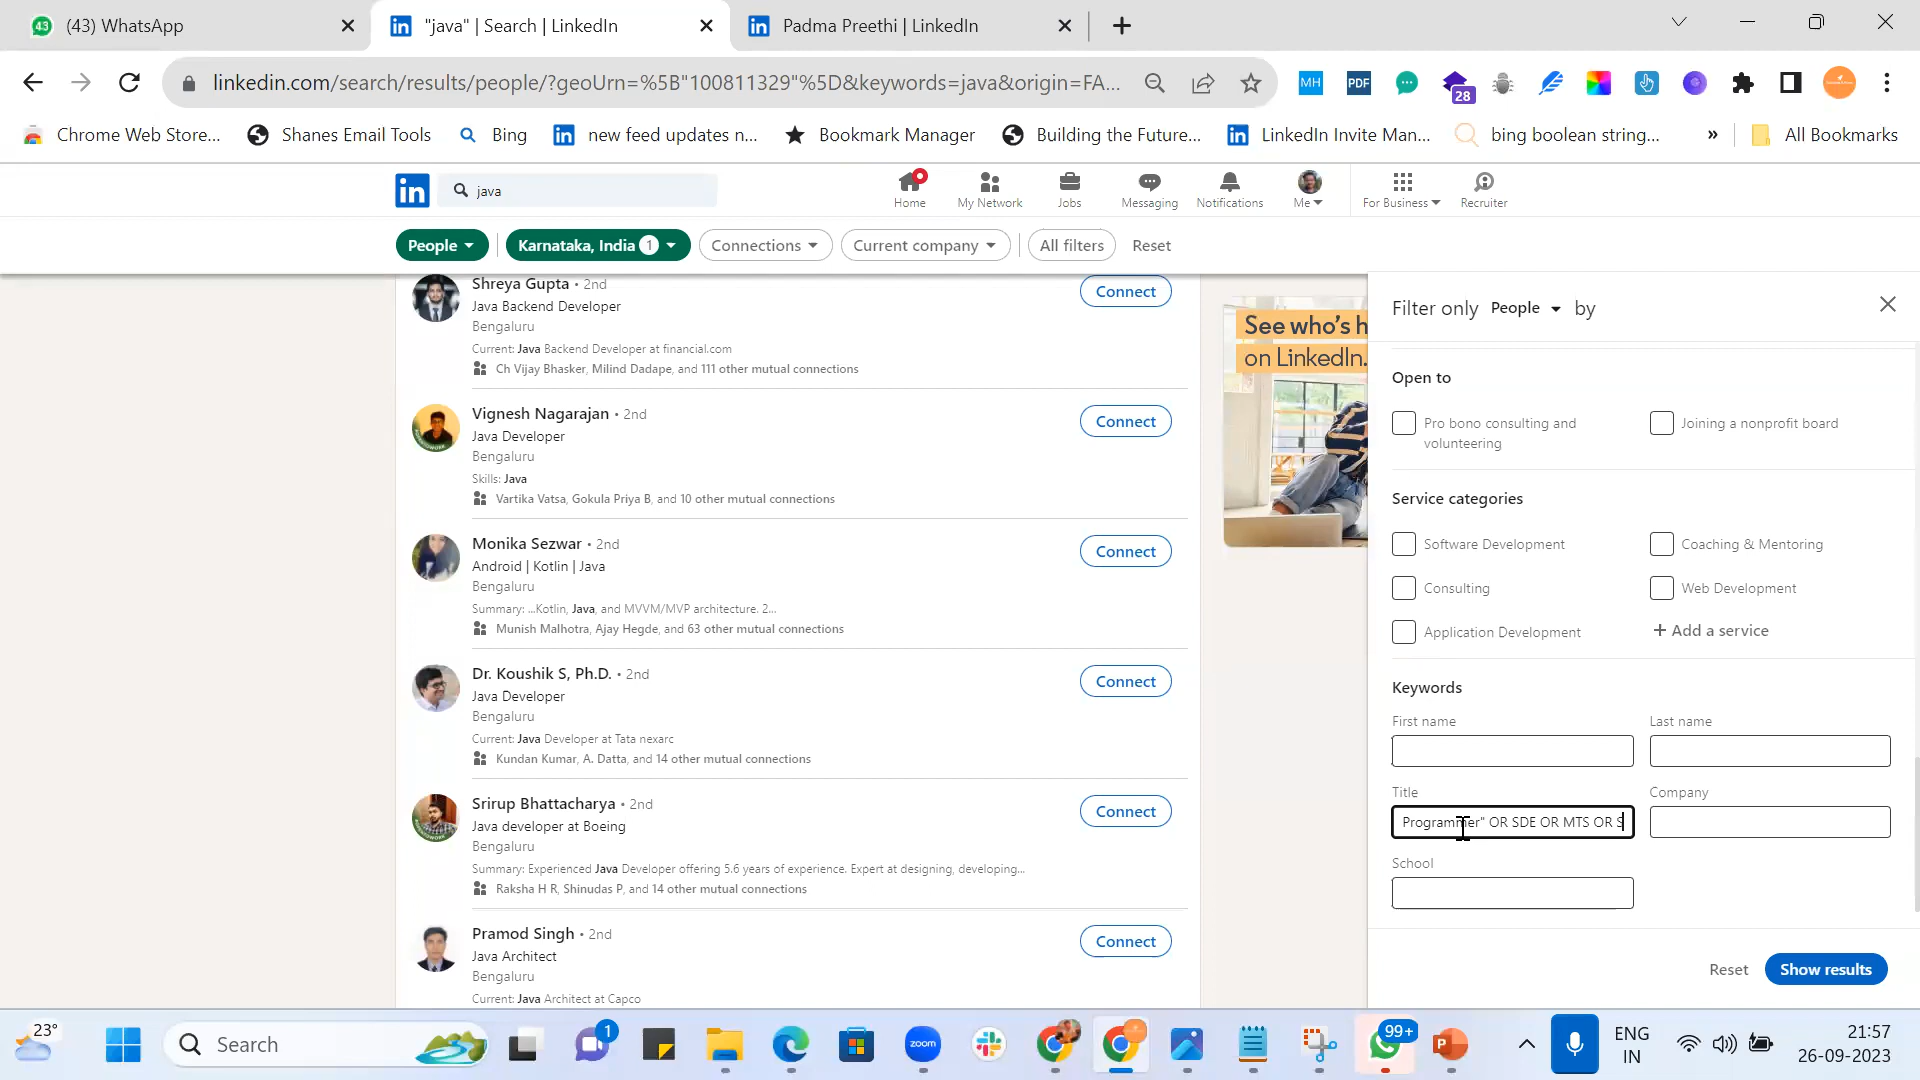 43
(43) WhatsApp
"java" | Search | LinkedIn
Padma Preethi | LinkedIn
linkedin.com/search/results/people/?geoUrn=%5B"100811329"%5D&keywords=java&origin=FA...
MH
PDF
28
Chrome Web Store...
Shanes Email Tools
Bing
new feed updates n...
Bookmark Manager
Building the Future...
LinkedIn Invite Man...
bing boolean string...
»
All Bookmarks
in
java
Home
My Network
Jobs
Messaging
Notifications
Me
For Business
Recruiter
People
Karnataka, India 1
Connections
Current company
All filters
Reset
Shreya Gupta • 2nd
Java Backend Developer
Bengaluru
Current: Java Backend Developer at financial.com
Ch Vijay Bhasker, Milind Dadape, and 111 other mutual connections
Connect
Vignesh Nagarajan • 2nd
Java Developer
Bengaluru
Skills: Java
Vartika Vatsa, Gokula Priya B, and 10 other mutual connections
Connect
Monika Sezwar • 2nd
Android | Kotlin | Java
Bengaluru
Summary: ...Kotlin, Java, and MVVM/MVP architecture. 2...
Munish Malhotra, Ajay Hegde, and 63 other mutual connections
Connect
Dr. Koushik S, Ph.D. • 2nd
Java Developer
Bengaluru
Current: Java Developer at Tata nexarc
Kundan Kumar, A. Datta, and 14 other mutual connections
Connect
Srirup Bhattacharya • 2nd
Java developer at Boeing
Bengaluru
Summary: Experienced Java Developer offering 5.6 years of experience. Expert at designing, developing...
Raksha H R, Shinudas P, and 14 other mutual connections
Connect
Pramod Singh • 2nd
Java Architect
Bengaluru
Current: Java Architect at Capco
Connect
See who's h
on LinkedIn.
Filter only People by
Open to
Pro bono consulting and
volunteering
Joining a nonprofit board
Service categories
Software Development
Coaching & Mentoring
Consulting
Web Development
Application Development
+ Add a service
Keywords
First name
Last name
Title
Company
Programmer" OR SDE OR MTS OR S
School
Reset
Show results
23°
Search
1
zoom
99+
P
ENG
IN
21:57
26-09-2023